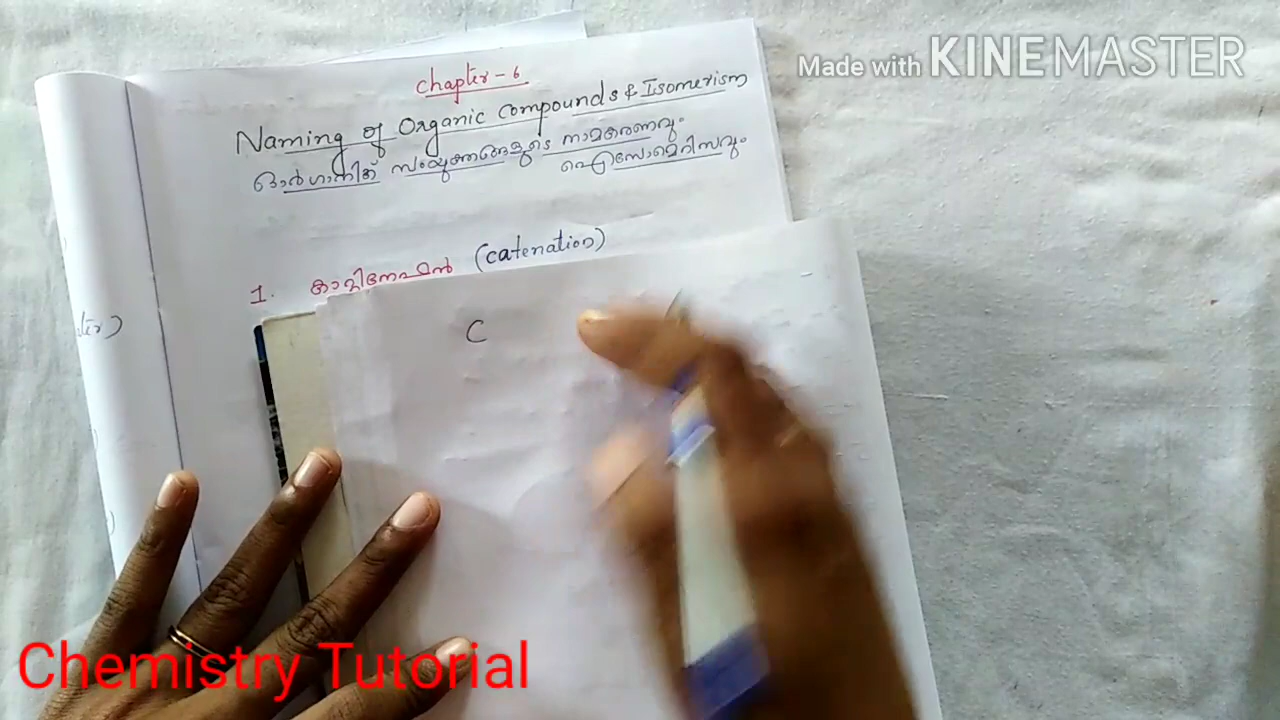 Made with KINEMASTER
Chapter - 6
Naming of Organic Compounds & Isomerism
ഓർഗാനിക് സംയുക്തങ്ങളുടെ നാമകരണവും
ഐസോമെറിസവും
1. കാറ്റിനേഷൻ (catenation)
C
Chemistry Tutorial